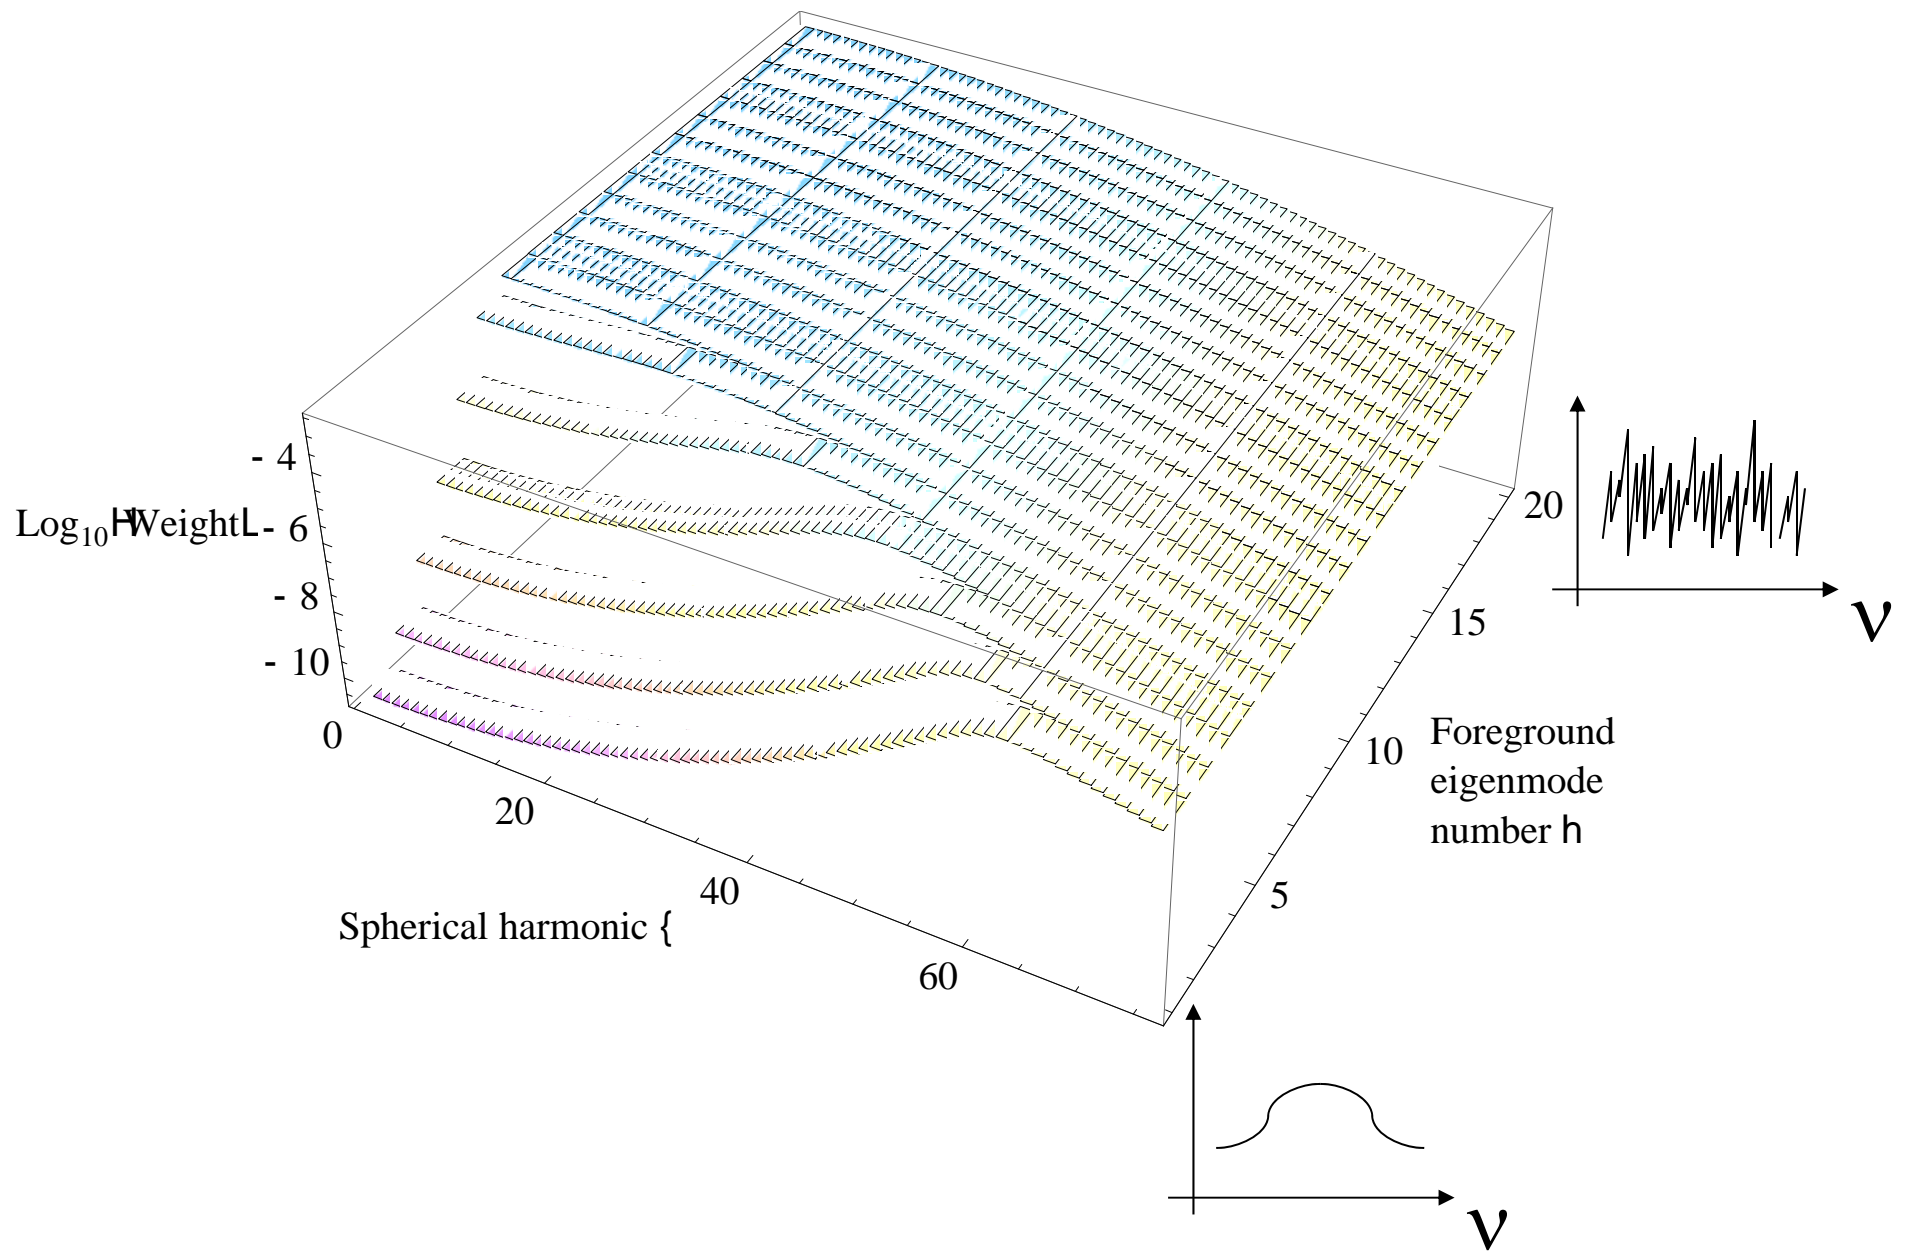 - 4
Log10HWeightL
- 6
- 8
- 10
0
20
40
60
Spherical harmonic {
5
10
15
20
Foreground
eigenmode
number h
ν
ν